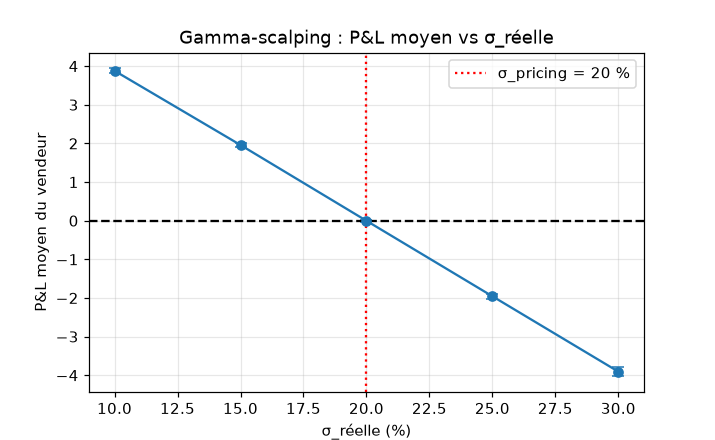 Gamma-scalping : P&L moyen vs σ_réelle
σ_pricing = 20 %
P&L moyen du vendeur
4
3
2
1
0
−1
−2
−3
−4
10.0 12.5 15.0 17.5 20.0 22.5 25.0 27.5 30.0
σ_réelle (%)